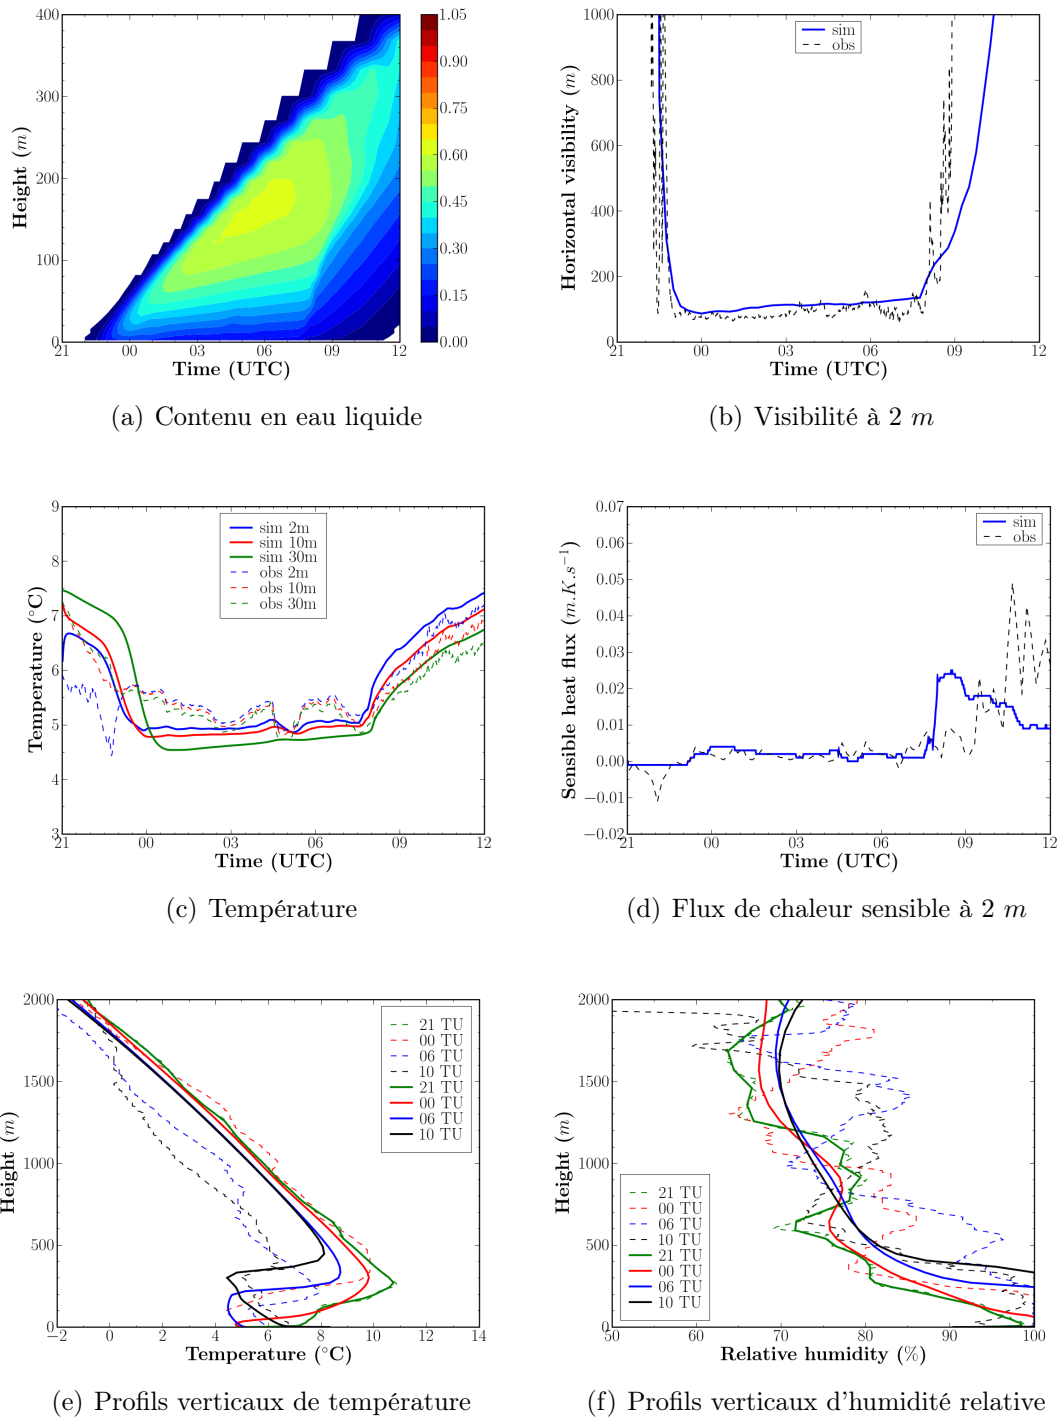 400
300
200
100
0
Height (m)
21
00
03
06
09
12
Time (UTC)
1.05
0.90
0.75
0.60
0.45
0.30
0.15
0.00
(a) Contenu en eau liquide
1000
800
600
400
200
0
Horizontal visibility (m)
sim
obs
21
00
03
06
09
12
Time (UTC)
(b) Visibilité à 2 m
9
8
7
6
5
4
3
Temperature (°C)
sim 2m
sim 10m
sim 30m
obs 2m
obs 10m
obs 30m
21
00
03
06
09
12
Time (UTC)
(c) Température
0.07
0.06
0.05
0.04
0.03
0.02
0.01
0.00
−0.01
−0.02
Sensible heat flux (m.K.s⁻¹)
sim
obs
21
00
03
06
09
12
Time (UTC)
(d) Flux de chaleur sensible à 2 m
2000
1500
1000
500
0
Height (m)
21 TU
00 TU
06 TU
10 TU
21 TU
00 TU
06 TU
10 TU
−2
0
2
4
6
8
10
12
14
Temperature (°C)
(e) Profils verticaux de température
2000
1500
1000
500
0
Height (m)
21 TU
00 TU
06 TU
10 TU
21 TU
00 TU
06 TU
10 TU
50
60
70
80
90
100
Relative humidity (%)
(f) Profils verticaux d'humidité relative